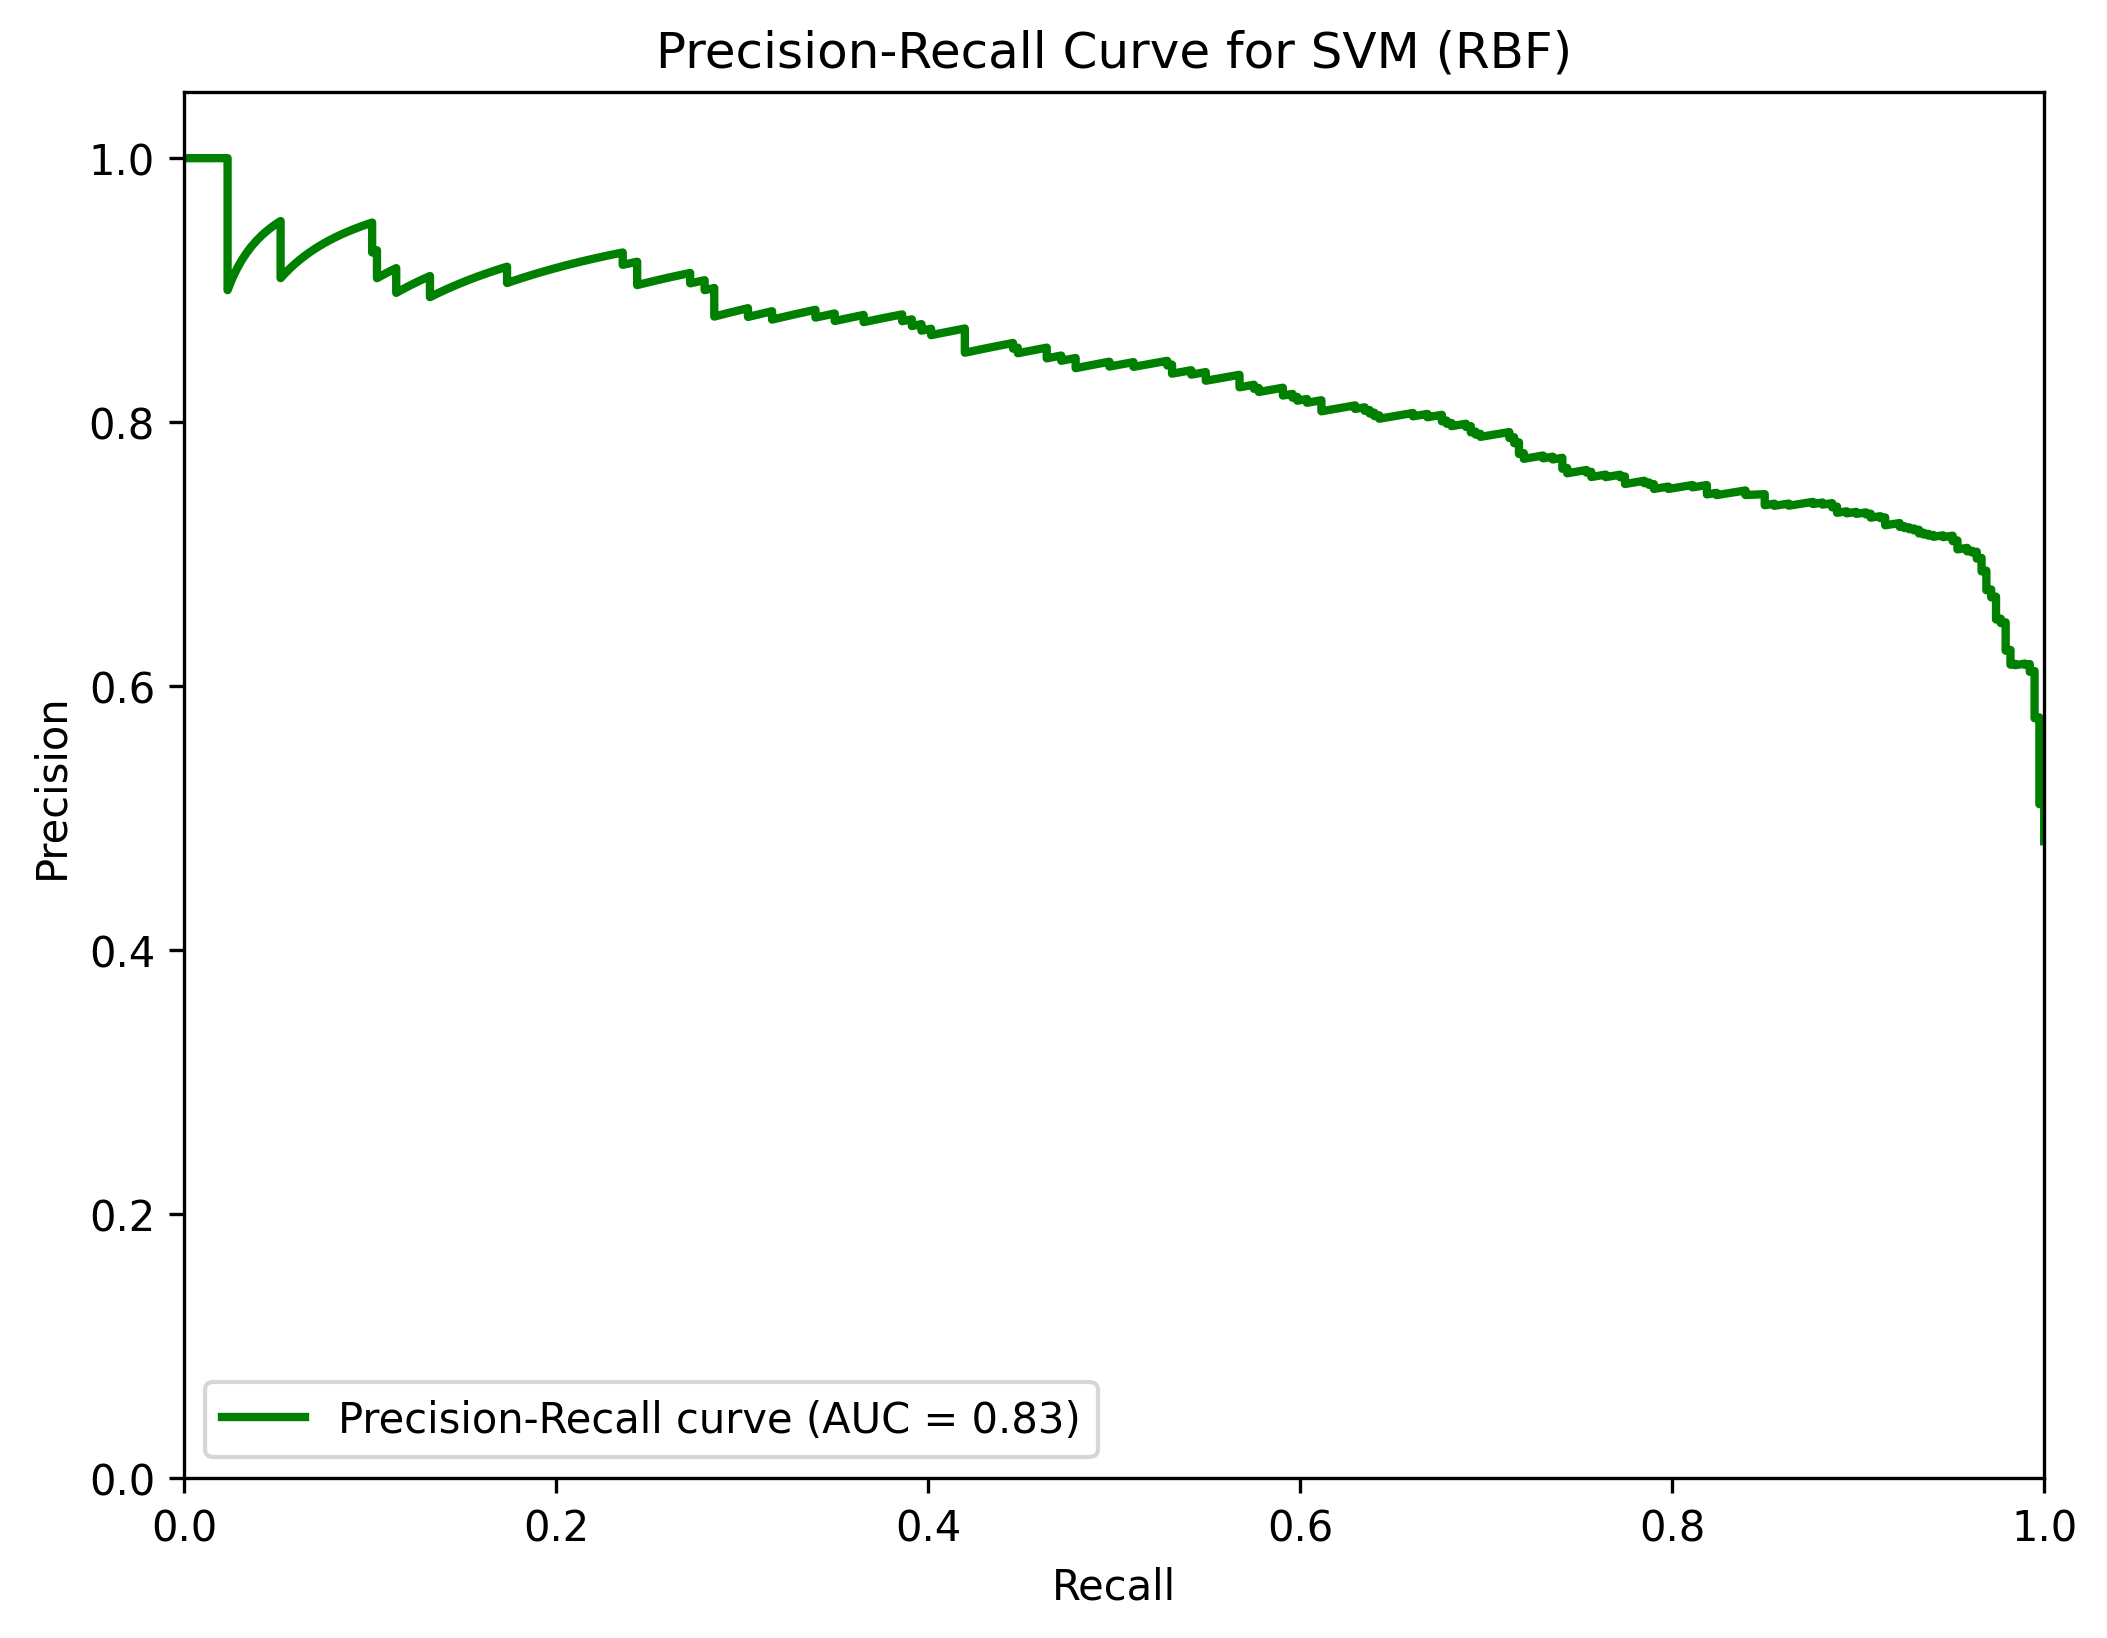 Precision-Recall Curve for SVM (RBF)
1.0
0.8
0.6
0.4
0.2
0.0
Precision
Precision-Recall curve (AUC = 0.83)
0.0 0.2 0.4 0.6 0.8 1.0
Recall